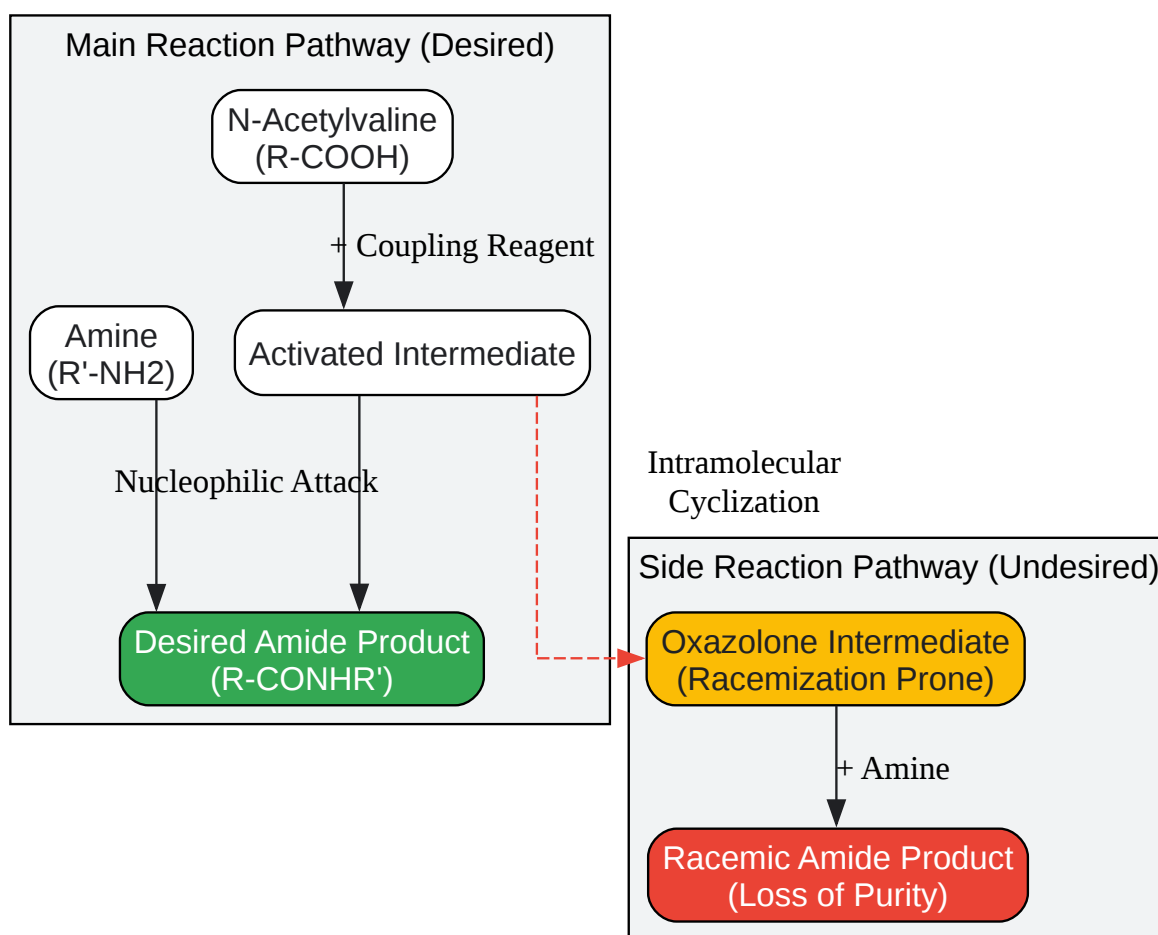 Main Reaction Pathway (Desired)
N-Acetylvaline
(R-COOH)
+ Coupling Reagent
Amine
(R'-NH2)
Activated Intermediate
Nucleophilic Attack
Desired Amide Product
(R-CONHR')
Intramolecular
Cyclization
Side Reaction Pathway (Undesired)
Oxazolone Intermediate
(Racemization Prone)
+ Amine
Racemic Amide Product
(Loss of Purity)